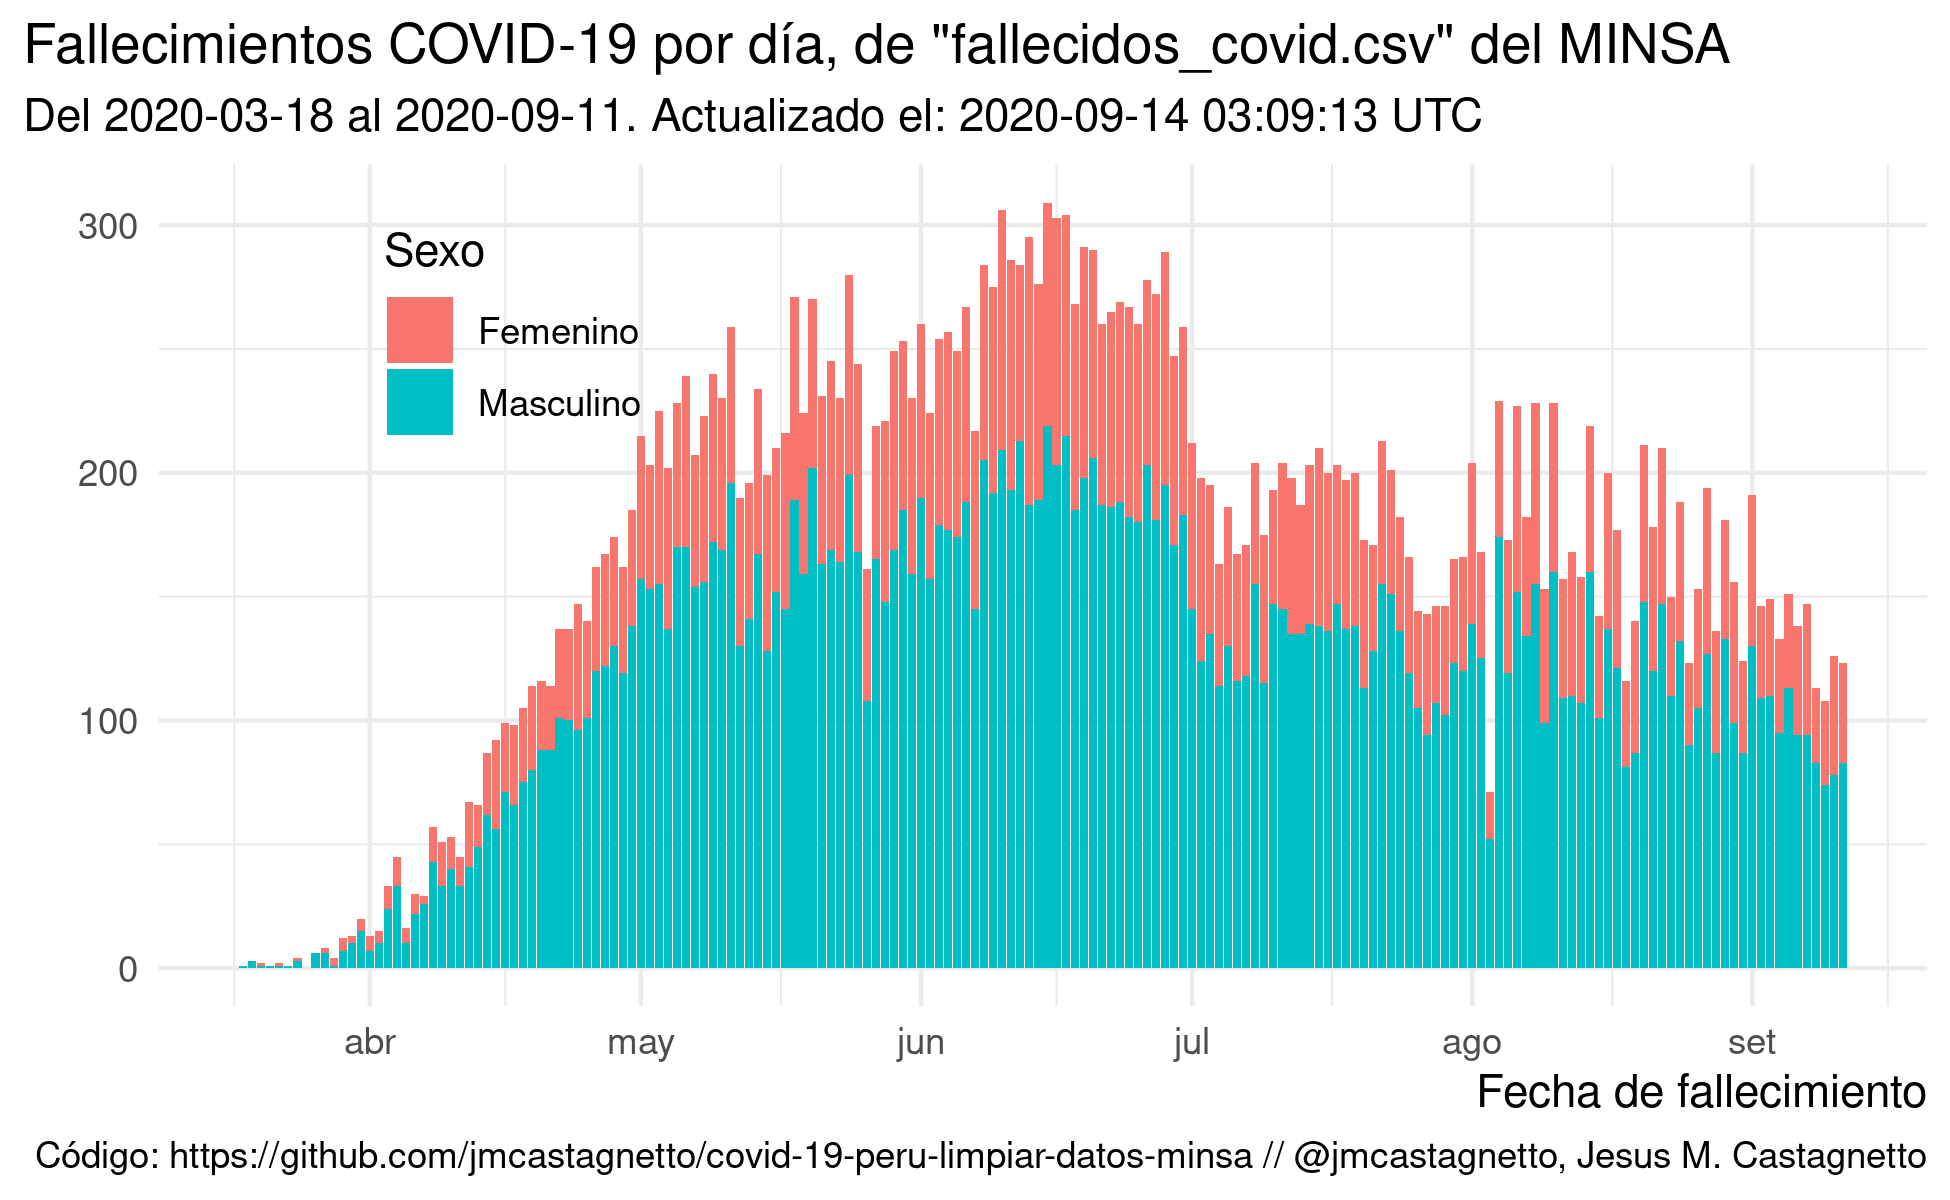 Fallecimientos COVID-19 por día, de "fallecidos_covid.csv" del MINSA
Del 2020-03-18 al 2020-09-11. Actualizado el: 2020-09-14 03:09:13 UTC
300
200
100
0
Sexo
Femenino
Masculino
abr may jun jul ago set
Fecha de fallecimiento
Código: https://github.com/jmcastagnetto/covid-19-peru-limpiar-datos-minsa // @jmcastagnetto, Jesus M. Castagnetto